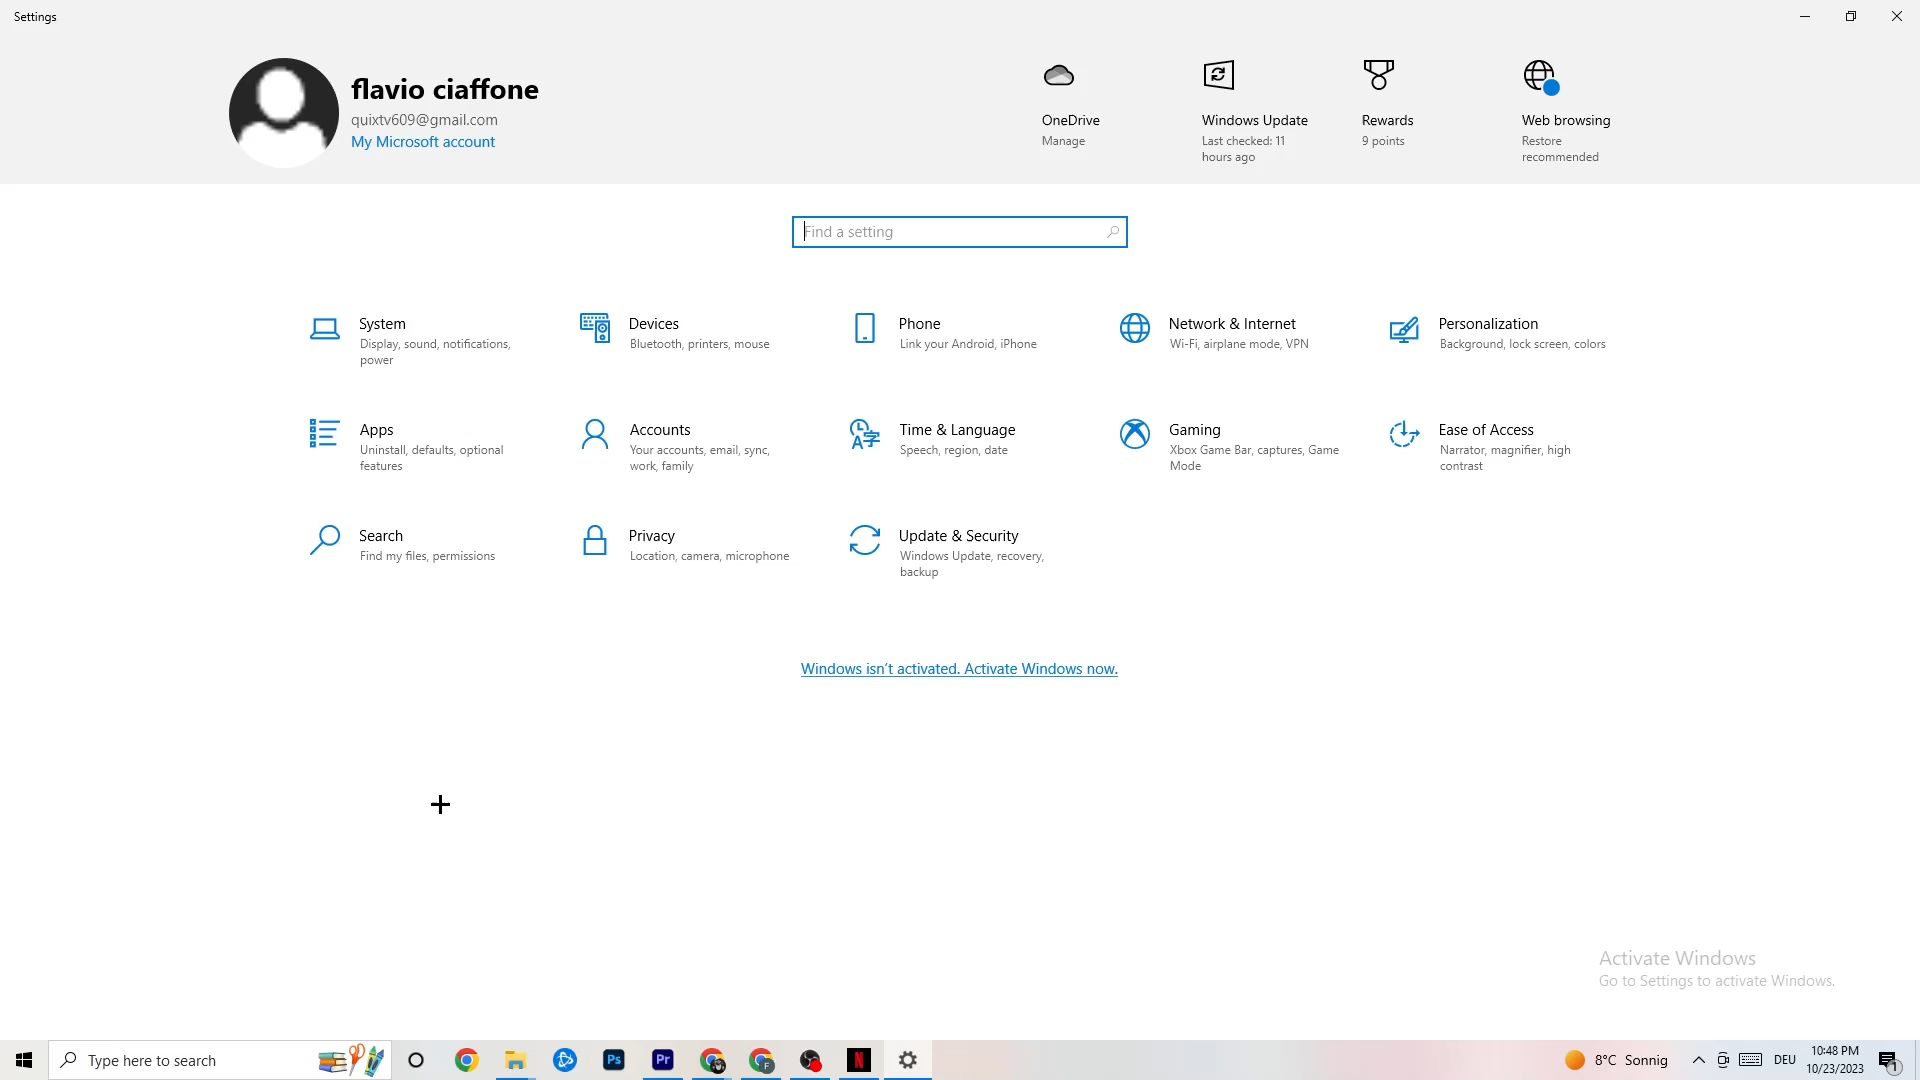 Settings
flavio ciaffone
quixtv609@gmail.com
My Microsoft account
OneDrive
Manage
Windows Update
Last checked: 11
hours ago
Rewards
9 points
Web browsing
Restore
recommended
Find a setting
System
Display, sound, notifications,
power
Devices
Bluetooth, printers, mouse
Phone
Link your Android, iPhone
Network & Internet
Wi-Fi, airplane mode, VPN
Personalization
Background, lock screen, colors
Apps
Uninstall, defaults, optional
features
Accounts
Your accounts, email, sync,
work, family
Time & Language
Speech, region, date
Gaming
Xbox Game Bar, captures, Game
Mode
Ease of Access
Narrator, magnifier, high
contrast
Search
Find my files, permissions
Privacy
Location, camera, microphone
Update & Security
Windows Update, recovery,
backup
Windows isn't activated. Activate Windows now.
Activate Windows
Go to Settings to activate Windows.
Type here to search
Ps
Pr
F
N
8°C Sonnig
DEU
10:48 PM
10/23/2023
1